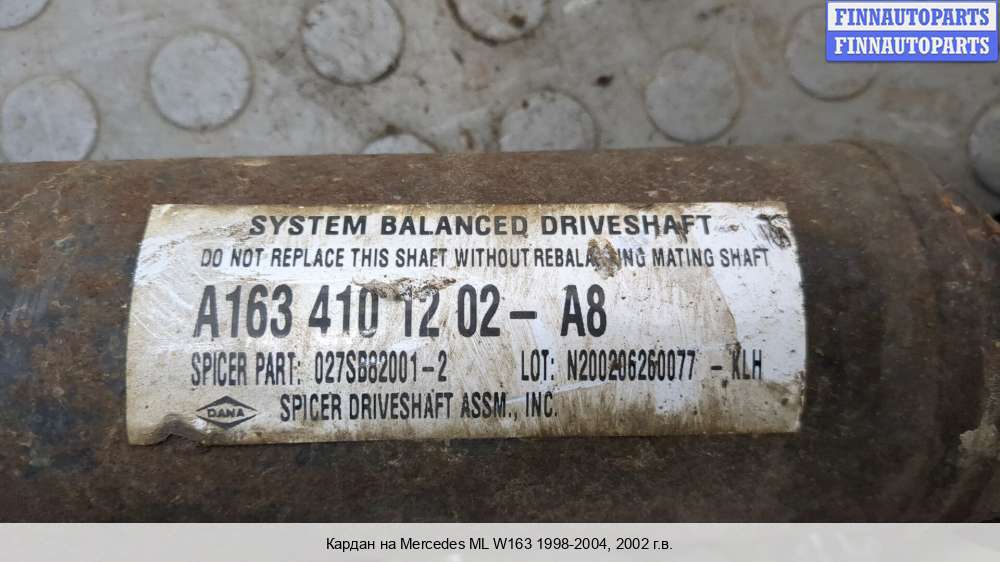 FINNAUTOPARTS
FINNAUTOPARTS
SYSTEM BALANCED DRIVESHAFT
DO NOT REPLACE THIS SHAFT WITHOUT REBALANCING MATING SHAFT
A163 410 12 02 - A8
SPICER PART: 027SB82001-2 LOT: N200206260077 - KLH
DANA SPICER DRIVESHAFT ASSM., INC.
Кардан на Mercedes ML W163 1998-2004, 2002 г.в.